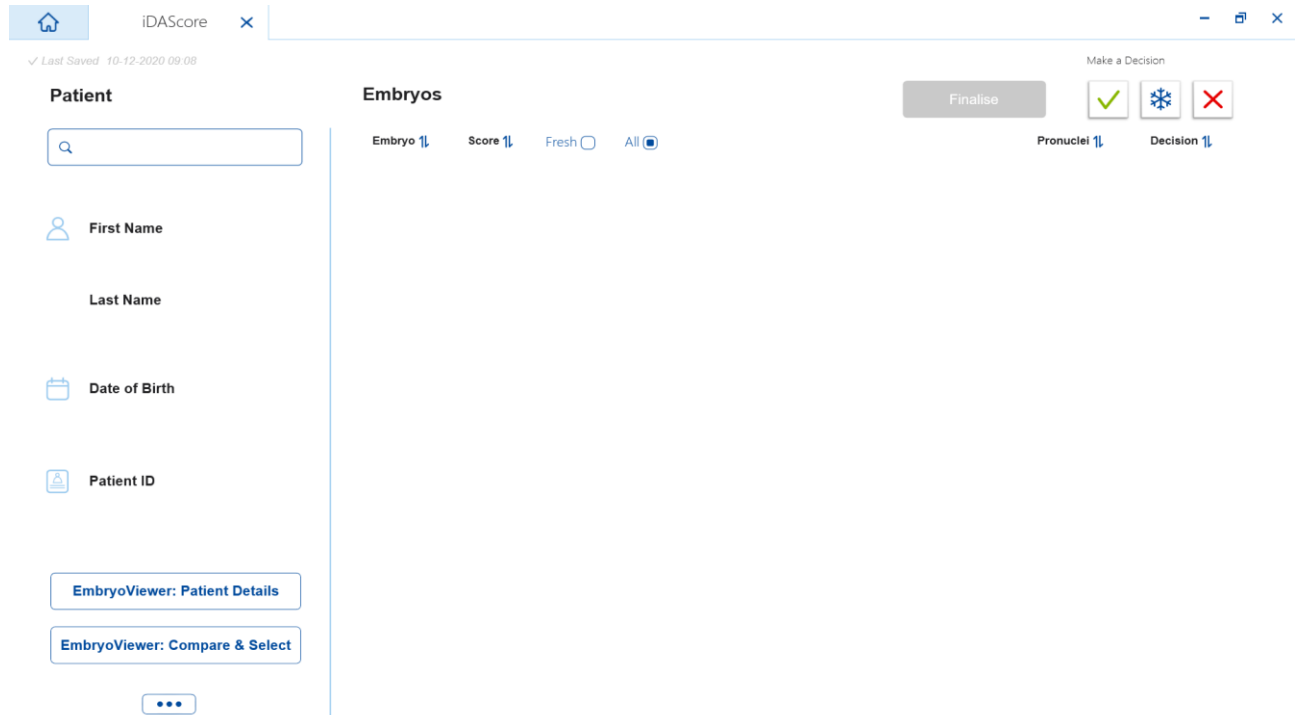 iDAScore
Last Saved 10-12-2020 09:08
Make a Decision
Patient
Embryos
Finalise
Embryo Score Fresh All Pronuclei Decision
First Name
Last Name
Date of Birth
Patient ID
EmbryoViewer: Patient Details
EmbryoViewer: Compare & Select